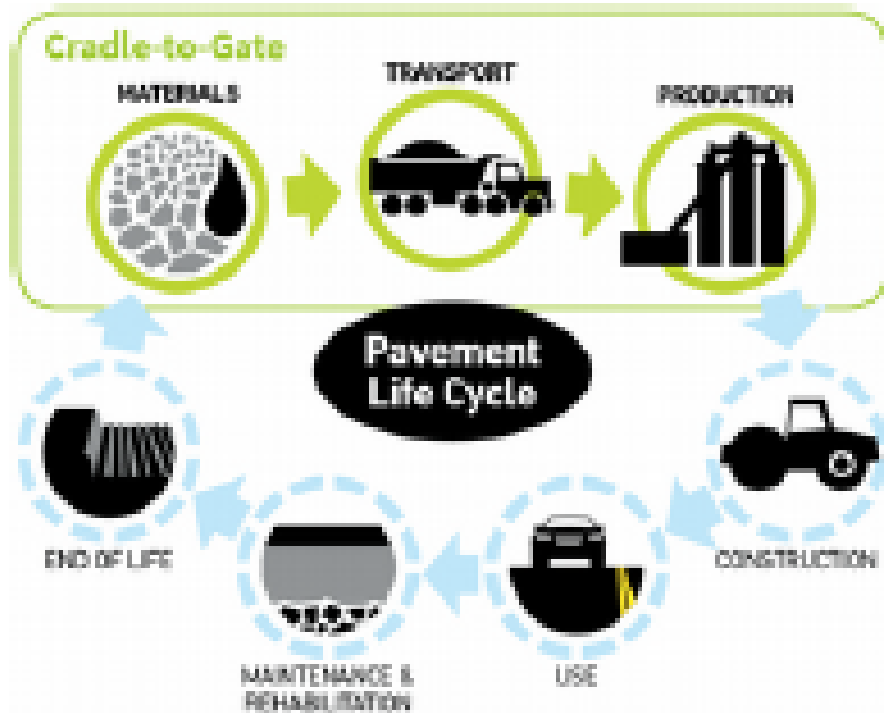 Cradle-to-Gate
MATERIALS
TRANSPORT
PRODUCTION
Pavement
Life Cycle
END OF LIFE
MAINTENANCE &
REHABILITATION
USE
CONSTRUCTION